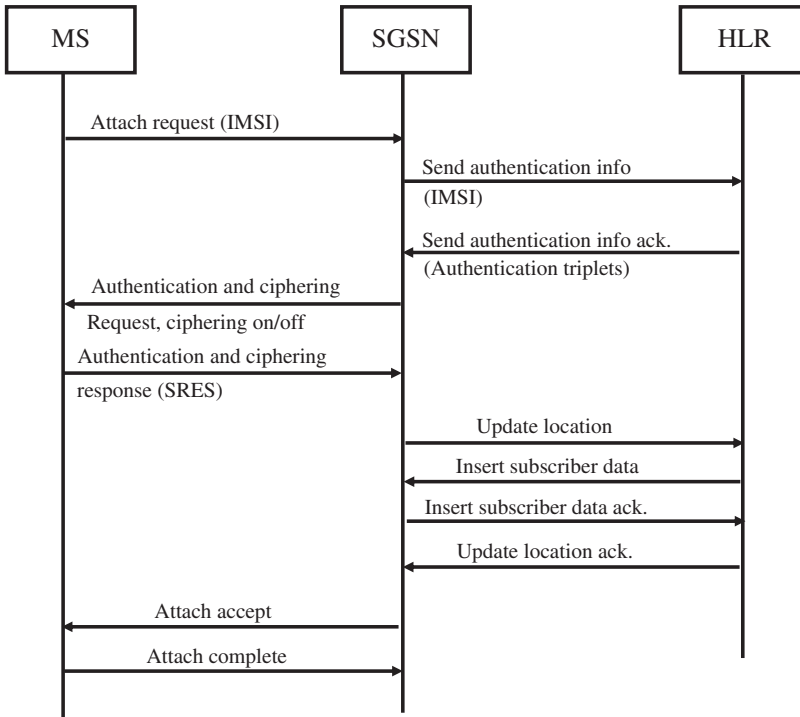 MS
SGSN
HLR
Attach request (IMSI)
Send authentication info
(IMSI)
Send authentication info ack.
(Authentication triplets)
Authentication and ciphering
Request, ciphering on/off
Authentication and ciphering
response (SRES)
Update location
Insert subscriber data
Insert subscriber data ack.
Update location ack.
Attach accept
Attach complete